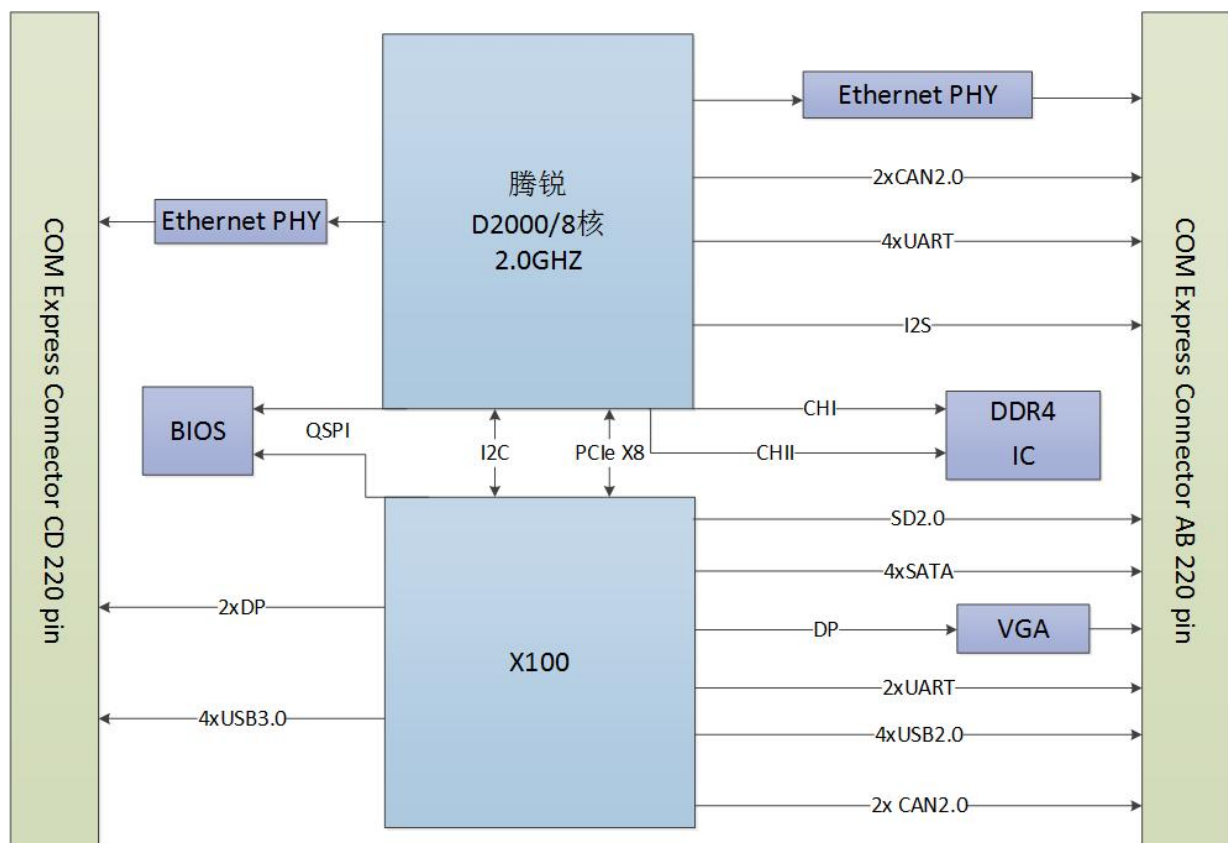 COM Express Connector CD 220 pin
腾锐
D2000/8核
2.0GHZ
Ethernet PHY
Ethernet PHY
2xCAN2.0
4xUART
I2S
BIOS
QSPI
I2C
PCIe X8
CHI
CHII
DDR4
IC
X100
2xDP
4xUSB3.0
SD2.0
4xSATA
DP
VGA
2xUART
4xUSB2.0
2x CAN2.0
COM Express Connector AB 220 pin